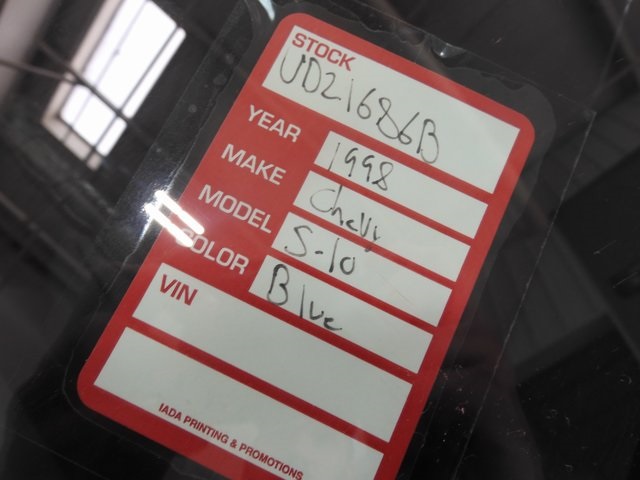 STOCK
UD21686B
YEAR 1998
MAKE Chevy
MODEL S-10
COLOR Blue
VIN
IADA PRINTING & PROMOTIONS